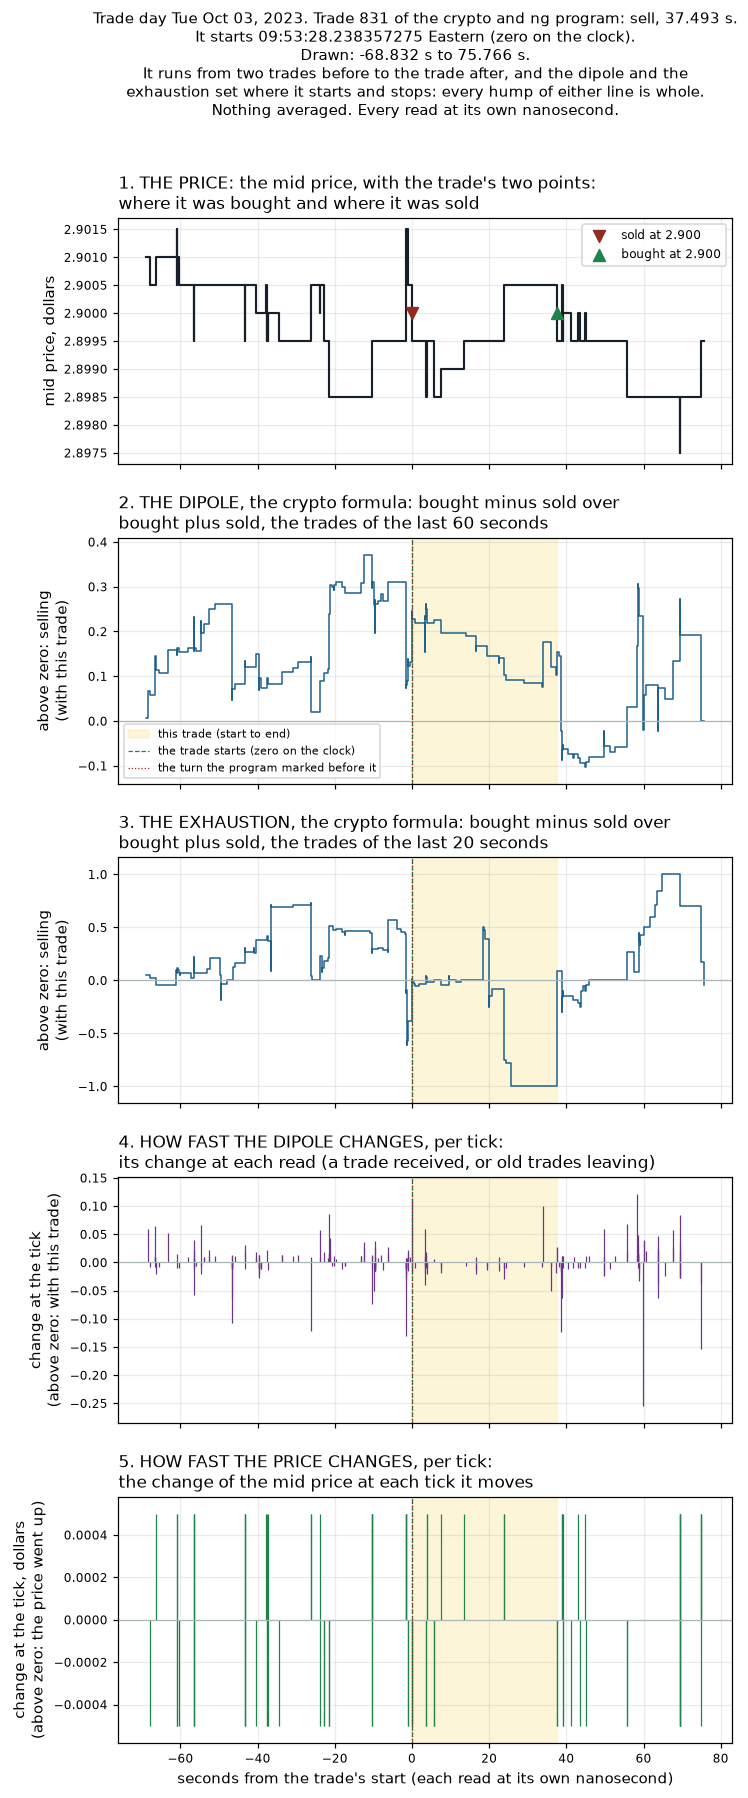 Trade day Tue Oct 03, 2023. Trade 831 of the crypto and ng program: sell, 37.493 s.
It starts 09:53:28.238357275 Eastern (zero on the clock).
Drawn: -68.832 s to 75.766 s.
It runs from two trades before to the trade after, and the dipole and the
exhaustion set where it starts and stops: every hump of either line is whole.
Nothing averaged. Every read at its own nanosecond.
1. THE PRICE: the mid price, with the trade's two points:
where it was bought and where it was sold
mid price, dollars
2.9015
2.9010
2.9005
2.9000
2.8995
2.8990
2.8985
2.8980
2.8975
sold at 2.900
bought at 2.900
2. THE DIPOLE, the crypto formula: bought minus sold over
bought plus sold, the trades of the last 60 seconds
above zero: selling
(with this trade)
0.4
0.3
0.2
0.1
0.0
−0.1
this trade (start to end)
the trade starts (zero on the clock)
the turn the program marked before it
3. THE EXHAUSTION, the crypto formula: bought minus sold over
bought plus sold, the trades of the last 20 seconds
above zero: selling
(with this trade)
1.0
0.5
0.0
−0.5
−1.0
4. HOW FAST THE DIPOLE CHANGES, per tick:
its change at each read (a trade received, or old trades leaving)
change at the tick
(above zero: with this trade)
0.15
0.10
0.05
0.00
−0.05
−0.10
−0.15
−0.20
−0.25
5. HOW FAST THE PRICE CHANGES, per tick:
the change of the mid price at each tick it moves
change at the tick, dollars
(above zero: the price went up)
0.0004
0.0002
0.0000
−0.0002
−0.0004
−60
−40
−20
0
20
40
60
80
seconds from the trade's start (each read at its own nanosecond)